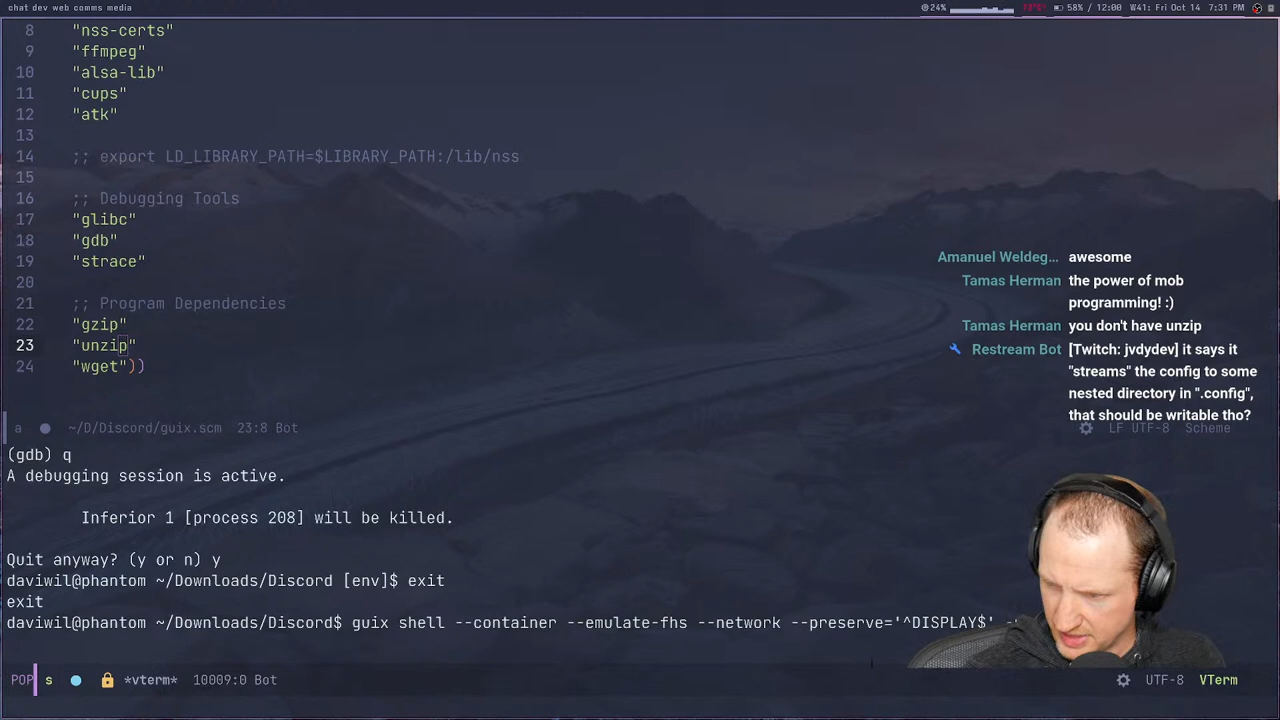 chat dev web comms media
24%
58% / 12:00
W41: Fri Oct 14
7:31 PM
8 "nss-certs"
9 "ffmpeg"
10 "alsa-lib"
11 "cups"
12 "atk"
13
14 ;; export LD_LIBRARY_PATH=$LIBRARY_PATH:/lib/nss
15
16 ;; Debugging Tools
17 "glibc"
18 "gdb"
19 "strace"
20
21 ;; Program Dependencies
22 "gzip"
23 "unzip"
24 "wget"))
a ~/D/Discord/guix.scm 23:8 Bot LF UTF-8 Scheme
Amanuel Weldeg… awesome
Tamas Herman the power of mob
programming! :)
Tamas Herman you don't have unzip
Restream Bot [Twitch: jvdydev] it says it
"streams" the config to some
nested directory in ".config",
that should be writable tho?
(gdb) q
A debugging session is active.
Inferior 1 [process 208] will be killed.
Quit anyway? (y or n) y
daviwil@phantom ~/Downloads/Discord [env]$ exit
exit
daviwil@phantom ~/Downloads/Discord$ guix shell --container --emulate-fhs --network --preserve='^DISPLAY$'
POP s *vterm* 10009:0 Bot UTF-8 VTerm